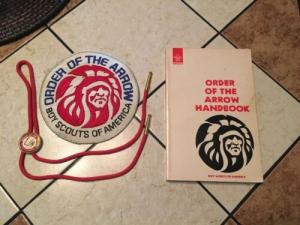 ORDER OF THE ARROW
BOY SCOUTS OF AMERICA
ORDER
OF THE
ARROW
HANDBOOK
BOY SCOUTS OF AMERICA